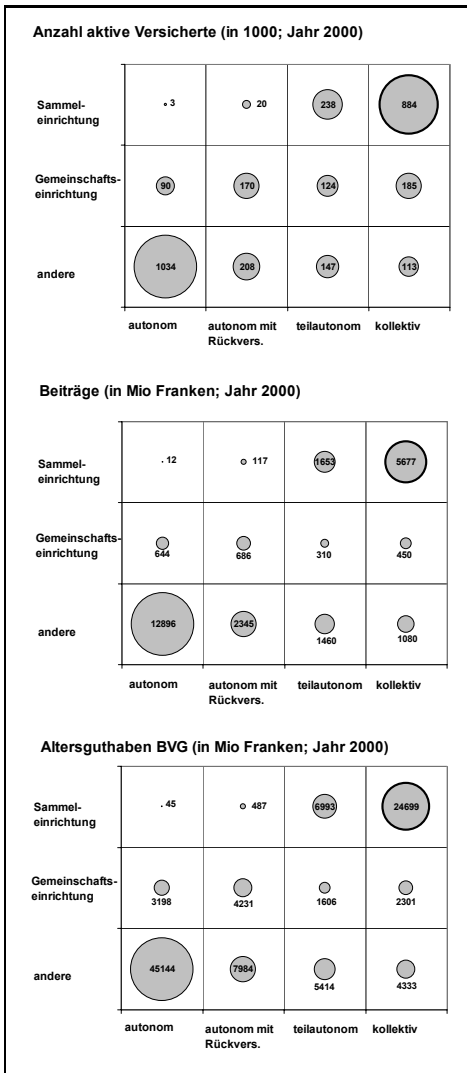 Anzahl aktive Versicherte (in 1000; Jahr 2000)
Sammel-
einrichtung
3
20
238
884
Gemeinschafts-
einrichtung
90
170
124
185
andere
1034
208
147
113
autonom
autonom mit
Rückvers.
teilautonom
kollektiv
Beiträge (in Mio Franken; Jahr 2000)
Sammel-
einrichtung
12
117
1653
5677
Gemeinschafts-
einrichtung
644
686
310
450
andere
12896
2345
1460
1080
autonom
autonom mit
Rückvers.
teilautonom
kollektiv
Altersguthaben BVG (in Mio Franken; Jahr 2000)
Sammel-
einrichtung
45
487
6993
24699
Gemeinschafts-
einrichtung
3198
4231
1606
2301
andere
45144
7984
5414
4333
autonom
autonom mit
Rückvers.
teilautonom
kollektiv